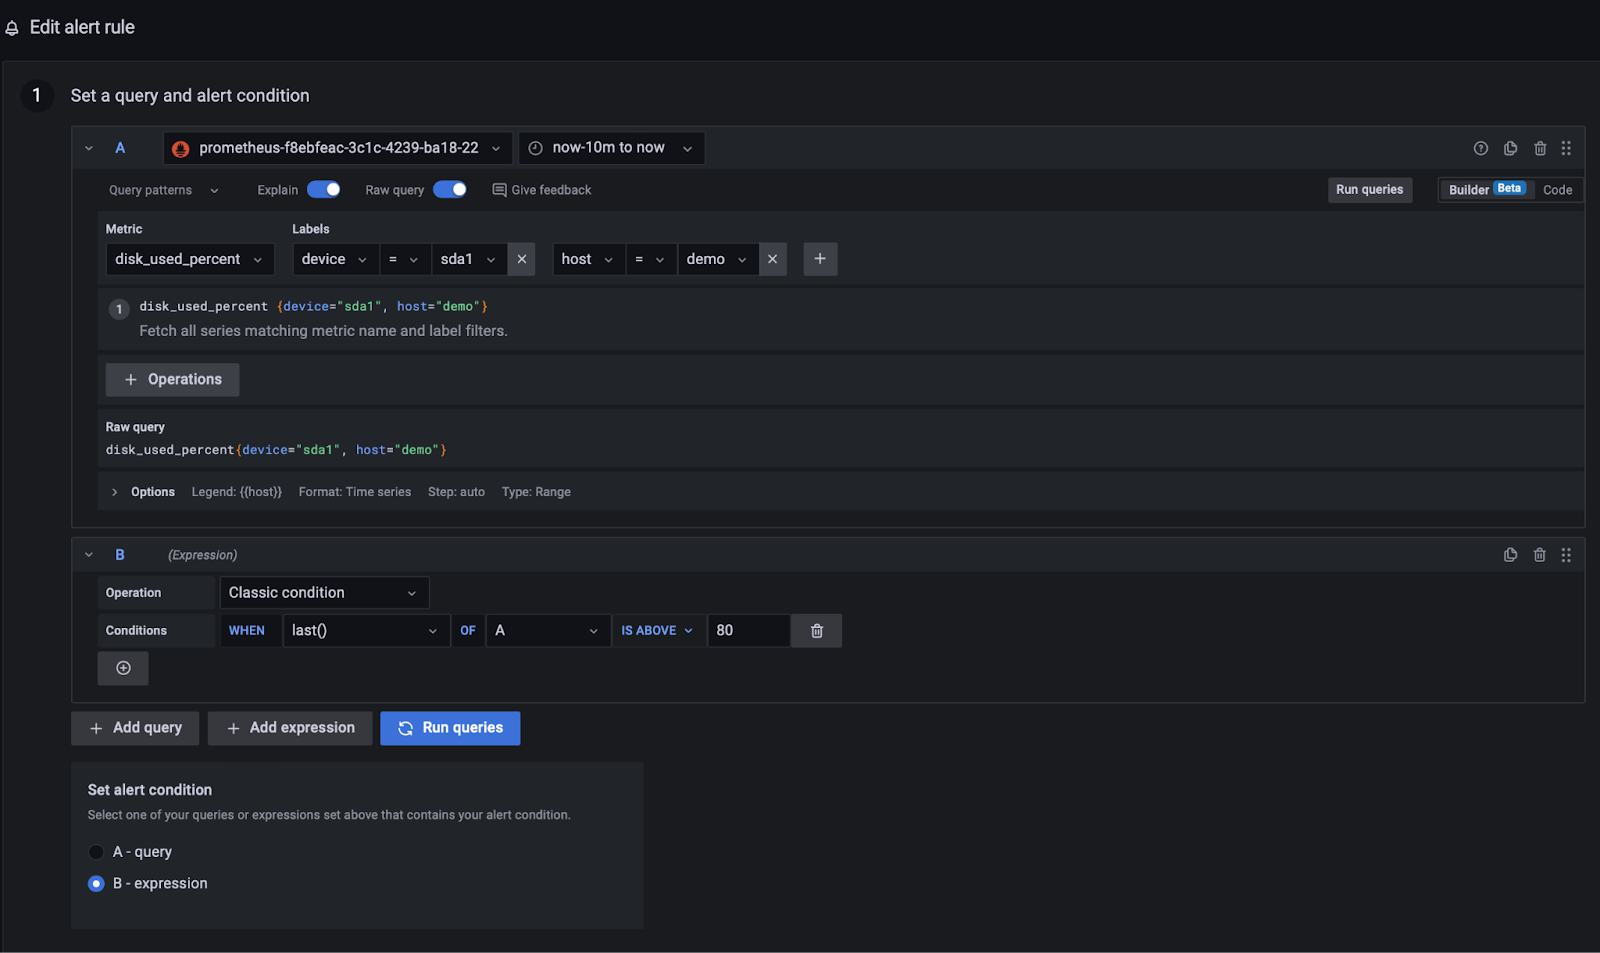 Edit alert rule
1 Set a query and alert condition
A prometheus-f8ebfeac-3c1c-4239-ba18-22 now-10m to now
Query patterns Explain Raw query Give feedback Run queries Builder Beta Code
Metric Labels
disk_used_percent device = sda1 host = demo
1 disk_used_percent {device="sda1", host="demo"}
Fetch all series matching metric name and label filters.
+ Operations
Raw query
disk_used_percent{device="sda1", host="demo"}
Options Legend: {{host}} Format: Time series Step: auto Type: Range
B (Expression)
Operation Classic condition
Conditions WHEN last() OF A IS ABOVE 80
+ Add query + Add expression Run queries
Set alert condition
Select one of your queries or expressions set above that contains your alert condition.
A - query
B - expression